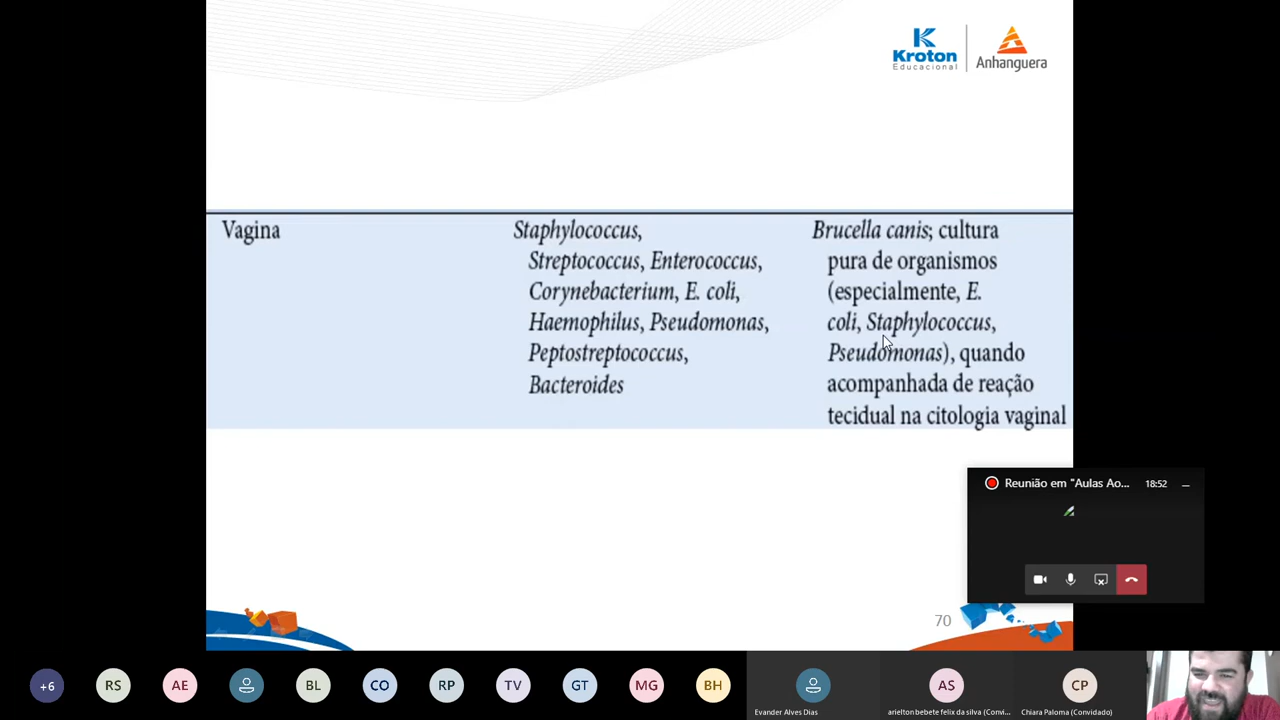 Kroton
Educacional
Anhanguera
Vagina
Staphylococcus,
Streptococcus, Enterococcus,
Corynebacterium, E. coli,
Haemophilus, Pseudomonas,
Peptostreptococcus,
Bacteroides
Brucella canis; cultura
pura de organismos
(especialmente, E.
coli, Staphylococcus,
Pseudomonas), quando
acompanhada de reação
tecidual na citologia vaginal
Reunião em "Aulas Ao... 18:52
70
+6 RS AE BL CO RP TV GT MG BH AS CP
Evander Alves Dias arielton bebete felix da silva (Convi... Chiara Paloma (Convidado)